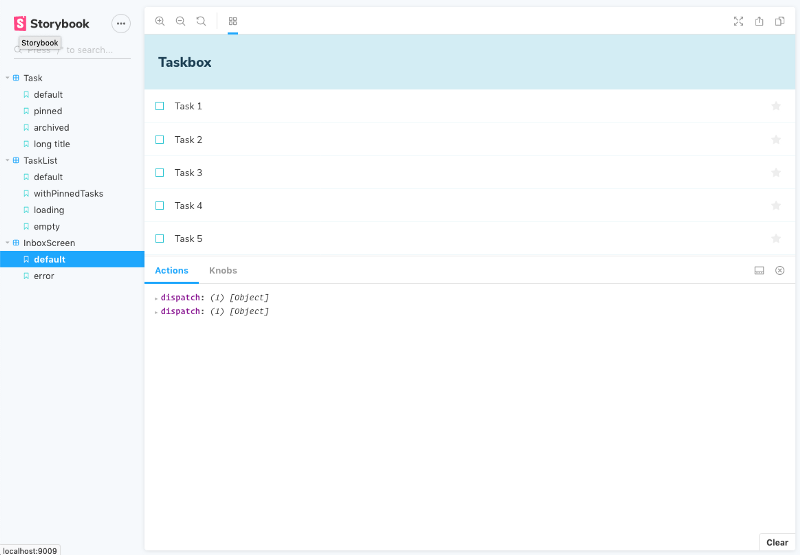 Storybook
Storybook
Press "/" to search...
Task
default
pinned
archived
long title
TaskList
default
withPinnedTasks
loading
empty
InboxScreen
default
error
localhost:9009
Taskbox
Task 1
Task 2
Task 3
Task 4
Task 5
Actions
Knobs
dispatch: (1) [Object]
dispatch: (1) [Object]
Clear